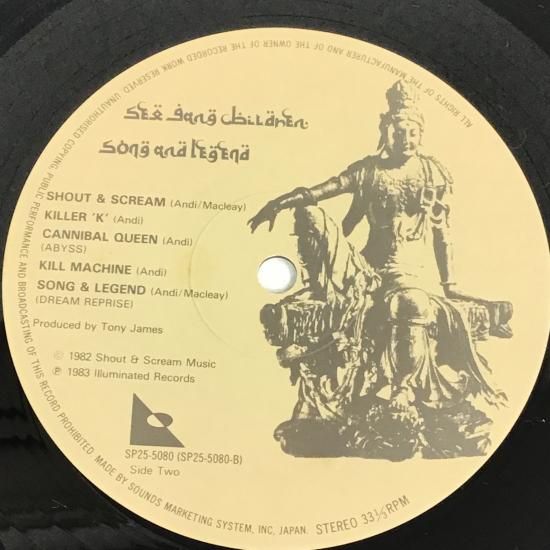 sex gang children.
song and legend
SHOUT & SCREAM (Andi/Macleay)
KILLER 'K' (Andi)
CANNIBAL QUEEN (Andi)
(ABYSS)
KILL MACHINE (Andi)
SONG & LEGEND (Andi/Macleay)
(DREAM REPRISE)
Produced by Tony James
© 1982 Shout & Scream Music
℗ 1983 Illuminated Records
SP25-5080 (SP25-5080-B)
Side Two
ALL RIGHTS OF THE MANUFACTURER AND OF THE OWNER OF THE RECORDED WORK RESERVED. UNAUTHORISED COPYING, PUBLIC PERFORMANCE AND BROADCASTING OF THIS RECORD PROHIBITED. MADE BY SOUNDS MARKETING SYSTEM, INC, JAPAN. STEREO 33⅓RPM